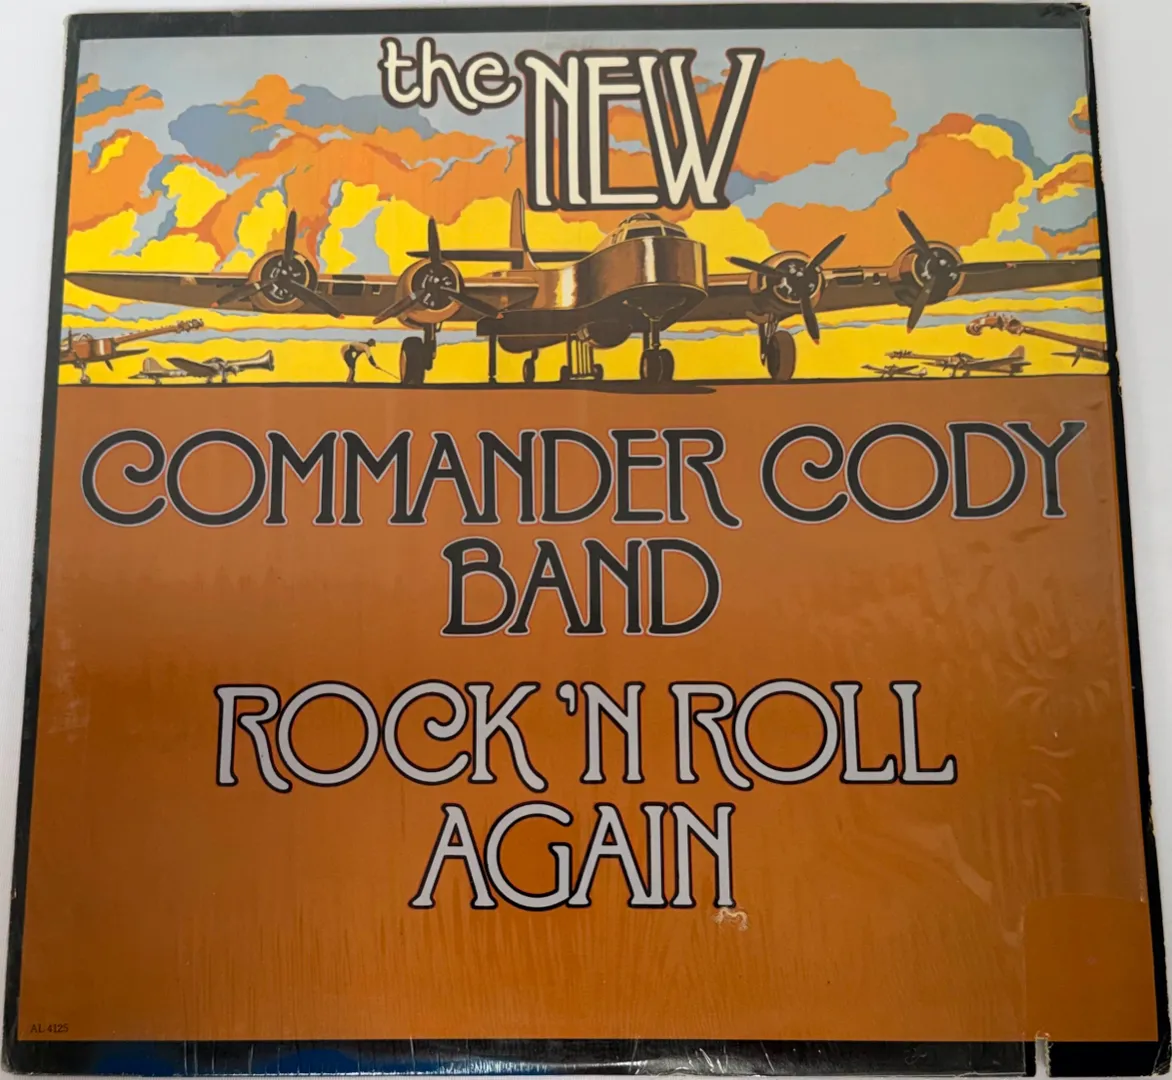 the NEW
COMMANDER CODY
BAND
ROCK 'N ROLL
AGAIN
AL 4125